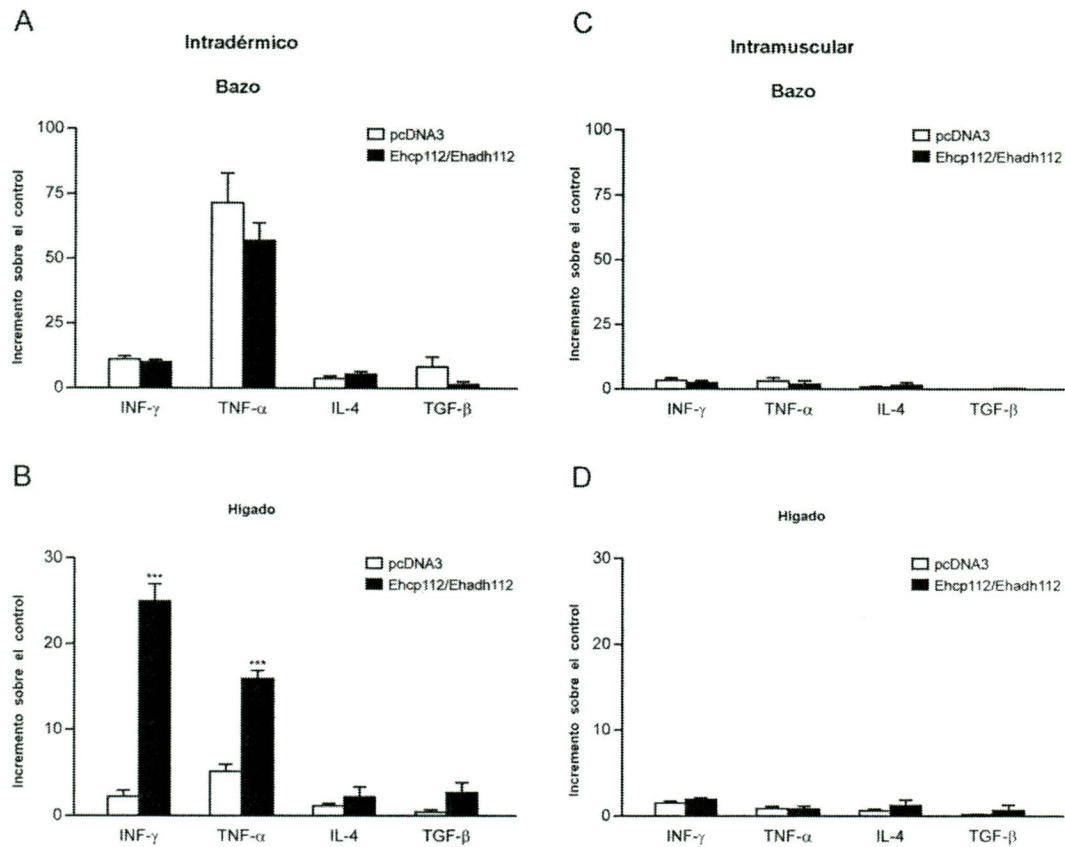 A
Intradérmico
Bazo
Incremento sobre el control
100
75
50
25
0
pcDNA3
Ehcp112/Ehadh112
INF-γ
TNF-α
IL-4
TGF-β
C
Intramuscular
Bazo
Incremento sobre el control
100
75
50
25
0
pcDNA3
Ehcp112/Ehadh112
INF-γ
TNF-α
IL-4
TGF-β
B
Higado
Incremento sobre el control
30
20
10
0
***
***
pcDNA3
Ehcp112/Ehadh112
INF-γ
TNF-α
IL-4
TGF-β
D
Higado
Incremento sobre el control
30
20
10
0
pcDNA3
Ehcp112/Ehadh112
INF-γ
TNF-α
IL-4
TGF-β